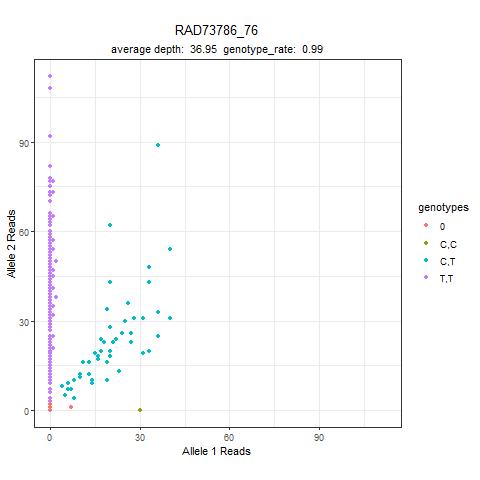 RAD73786_76
average depth:  36.95  genotype_rate:  0.99
Allele 2 Reads
90
60
30
0
0
30
60
90
Allele 1 Reads
genotypes
0
C,C
C,T
T,T